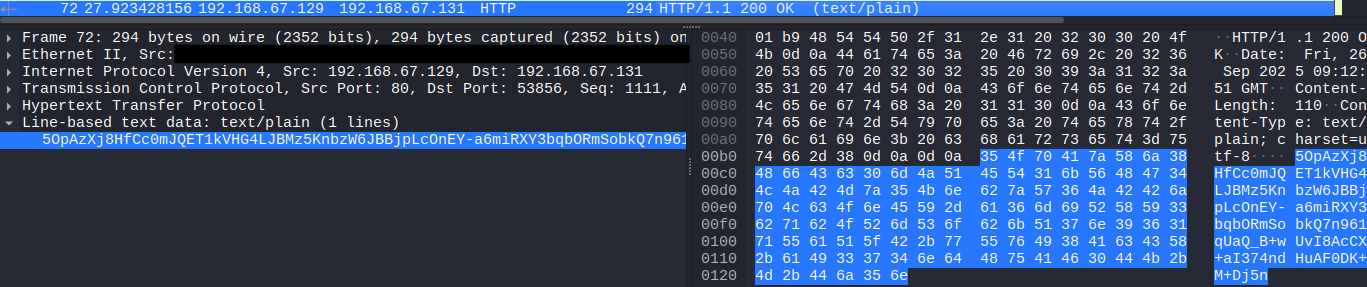 72 27.923428156 192.168.67.129 192.168.67.131 HTTP 294 HTTP/1.1 200 OK (text/plain)
Frame 72: 294 bytes on wire (2352 bits), 294 bytes captured (2352 bits) on
Ethernet II, Src:
Internet Protocol Version 4, Src: 192.168.67.129, Dst: 192.168.67.131
Transmission Control Protocol, Src Port: 80, Dst Port: 53856, Seq: 1111, A
Hypertext Transfer Protocol
Line-based text data: text/plain (1 lines)
5OpAzXj8HfCc0mJQET1kVHG4LJBMz5KnbzW6JBBjpLcOnEY-a6miRXY3bqbORmSobkQ7n961
0040 01 b9 48 54 54 50 2f 31 2e 31 20 32 30 30 20 4f ··HTTP/1 .1 200 O
0050 4b 0d 0a 44 61 74 65 3a 20 46 72 69 2c 20 32 36 K··Date: Fri, 26
0060 20 53 65 70 20 32 30 32 35 20 30 39 3a 31 32 3a Sep 202 5 09:12:
0070 35 31 20 47 4d 54 0d 0a 43 6f 6e 74 65 6e 74 2d 51 GMT·· Content-
0080 4c 65 6e 67 74 68 3a 20 31 31 30 0d 0a 43 6f 6e Length: 110··Con
0090 74 65 6e 74 2d 54 79 70 65 3a 20 74 65 78 74 2f tent-Typ e: text/
00a0 70 6c 61 69 6e 3b 20 63 68 61 72 73 65 74 3d 75 plain; c harset=u
00b0 74 66 2d 38 0d 0a 0d 0a 35 4f 70 41 7a 58 6a 38 tf-8···· 5OpAzXj8
00c0 48 66 43 63 30 6d 4a 51 45 54 31 6b 56 48 47 34 HfCc0mJQ ET1kVHG4
00d0 4c 4a 42 4d 7a 35 4b 6e 62 7a 57 36 4a 42 42 6a LJBMz5Kn bzW6JBBj
00e0 70 4c 63 4f 6e 45 59 2d 61 36 6d 69 52 58 59 33 pLcOnEY- a6miRXY3
00f0 62 71 62 4f 52 6d 53 6f 62 6b 51 37 6e 39 36 31 bqbORmSo bkQ7n961
0100 71 55 61 51 5f 42 2b 77 55 76 49 38 41 63 43 58 qUaQ_B+w UvI8AcCX
0110 2b 61 49 33 37 34 6e 64 48 75 41 46 30 44 4b 2b +aI374nd HuAF0DK+
0120 4d 2b 44 6a 35 6e M+Dj5n